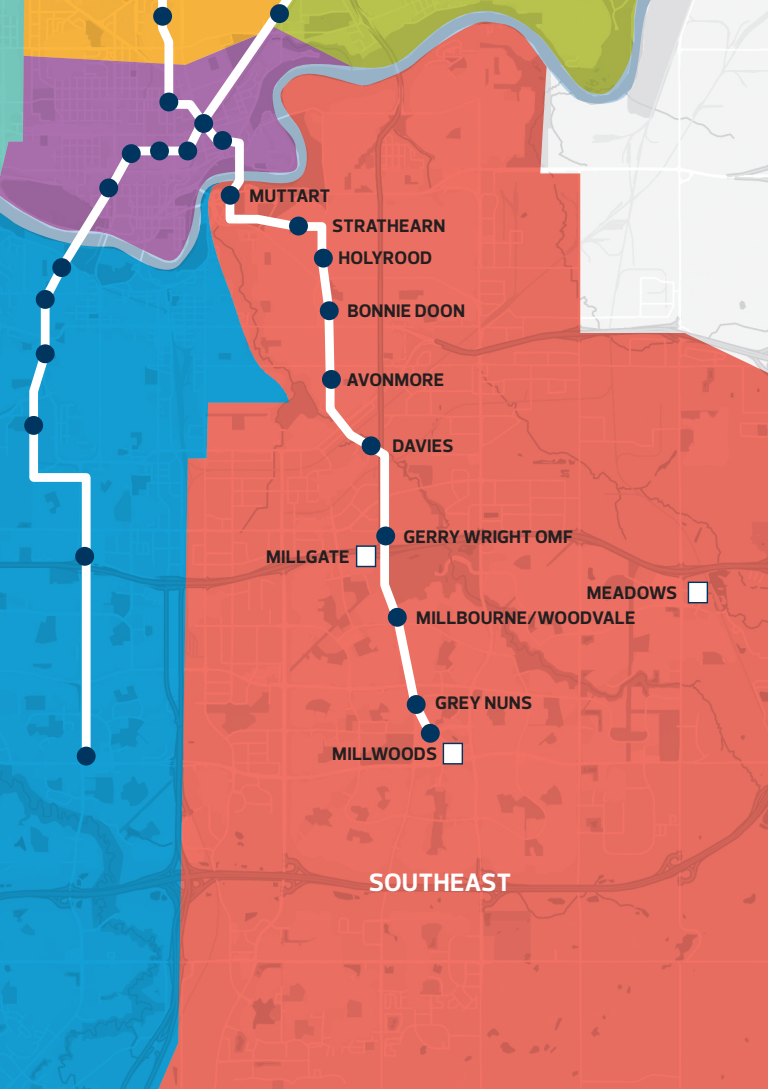 MUTTART
STRATHEARN
HOLYROOD
BONNIE DOON
AVONMORE
DAVIES
GERRY WRIGHT OMF
MILLGATE
MEADOWS
MILLBOURNE/WOODVALE
GREY NUNS
MILLWOODS
SOUTHEAST